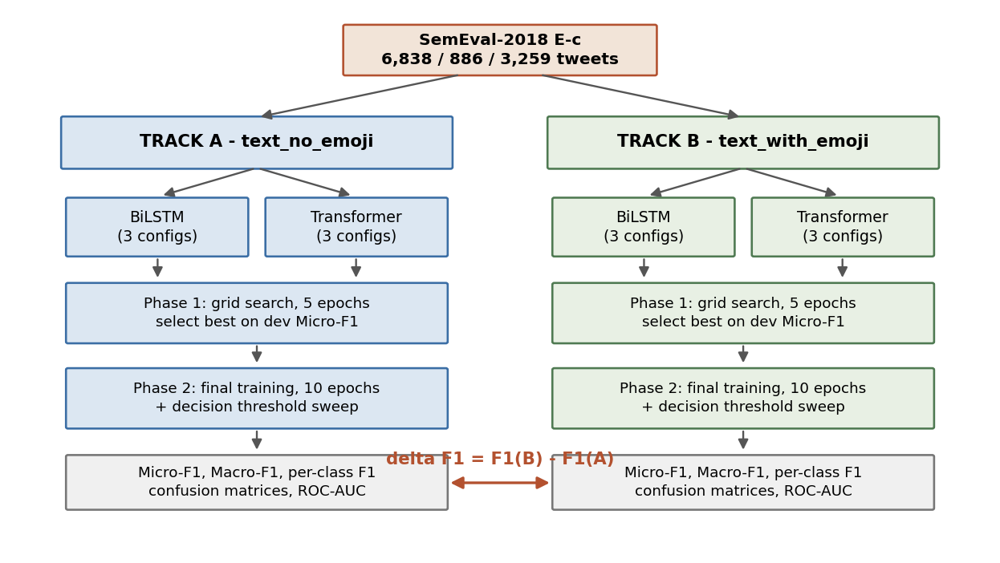 SemEval-2018 E-c
6,838 / 886 / 3,259 tweets
TRACK A - text_no_emoji
TRACK B - text_with_emoji
BiLSTM
(3 configs)
Transformer
(3 configs)
BiLSTM
(3 configs)
Transformer
(3 configs)
Phase 1: grid search, 5 epochs
select best on dev Micro-F1
Phase 1: grid search, 5 epochs
select best on dev Micro-F1
Phase 2: final training, 10 epochs
+ decision threshold sweep
Phase 2: final training, 10 epochs
+ decision threshold sweep
delta F1 = F1(B) - F1(A)
Micro-F1, Macro-F1, per-class F1
confusion matrices, ROC-AUC
Micro-F1, Macro-F1, per-class F1
confusion matrices, ROC-AUC